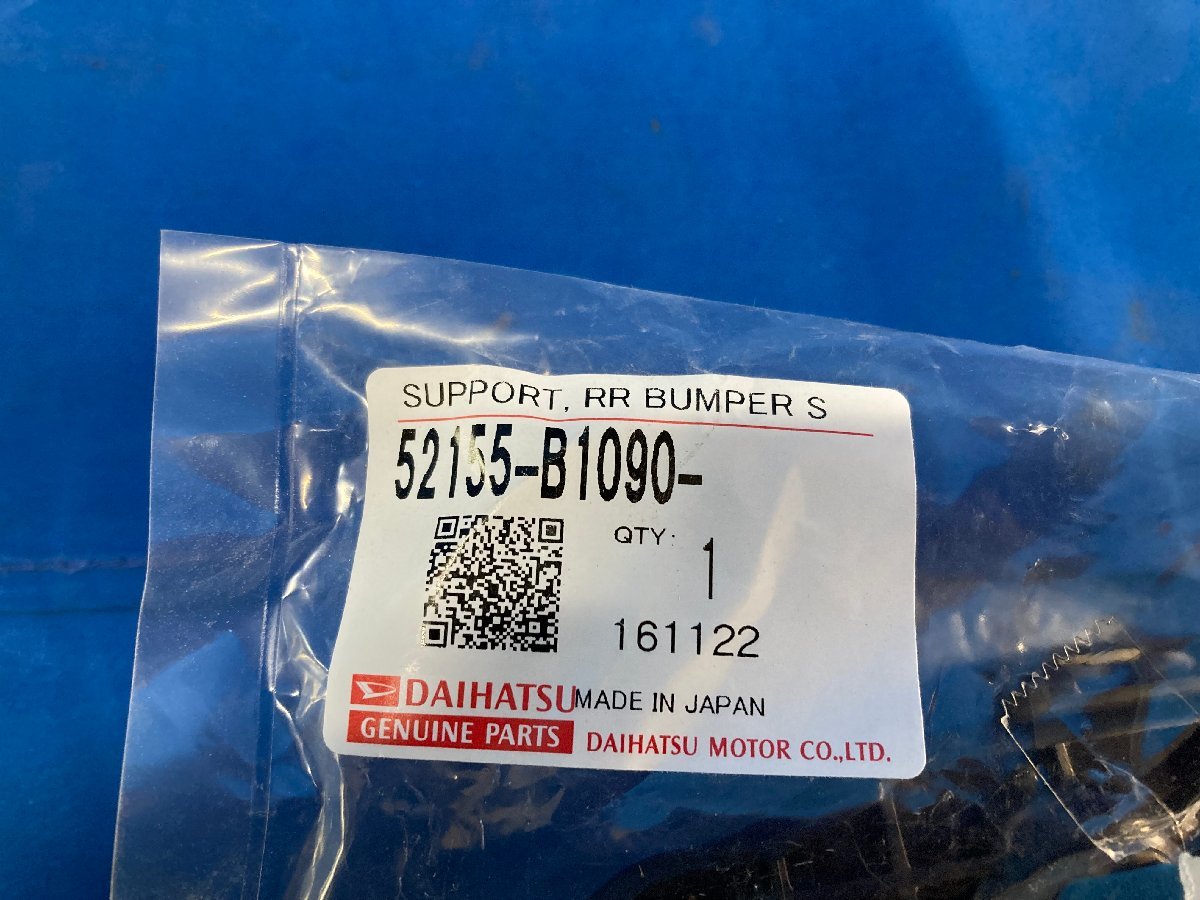 SUPPORT, RR BUMPER S
52155-B1090-
QTY:
1
161122
DAIHATSU MADE IN JAPAN
GENUINE PARTS DAIHATSU MOTOR CO.,LTD.